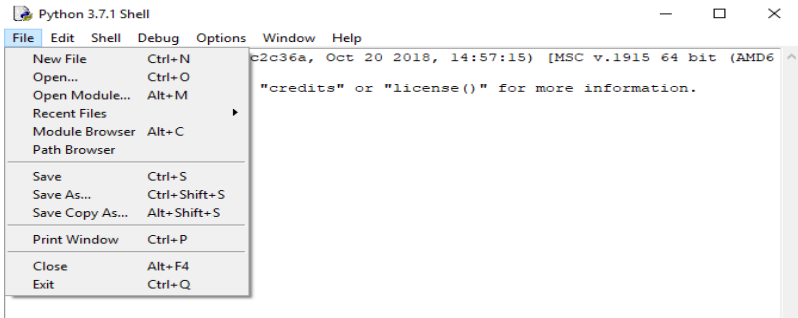 Python 3.7.1 Shell
File Edit Shell Debug Options Window Help
New File Ctrl+N
c2c36a, Oct 20 2018, 14:57:15) [MSC v.1915 64 bit (AMD6
Open... Ctrl+O
Open Module... Alt+M
"credits" or "license()" for more information.
Recent Files
Module Browser Alt+C
Path Browser
Save Ctrl+S
Save As... Ctrl+Shift+S
Save Copy As... Alt+Shift+S
Print Window Ctrl+P
Close Alt+F4
Exit Ctrl+Q